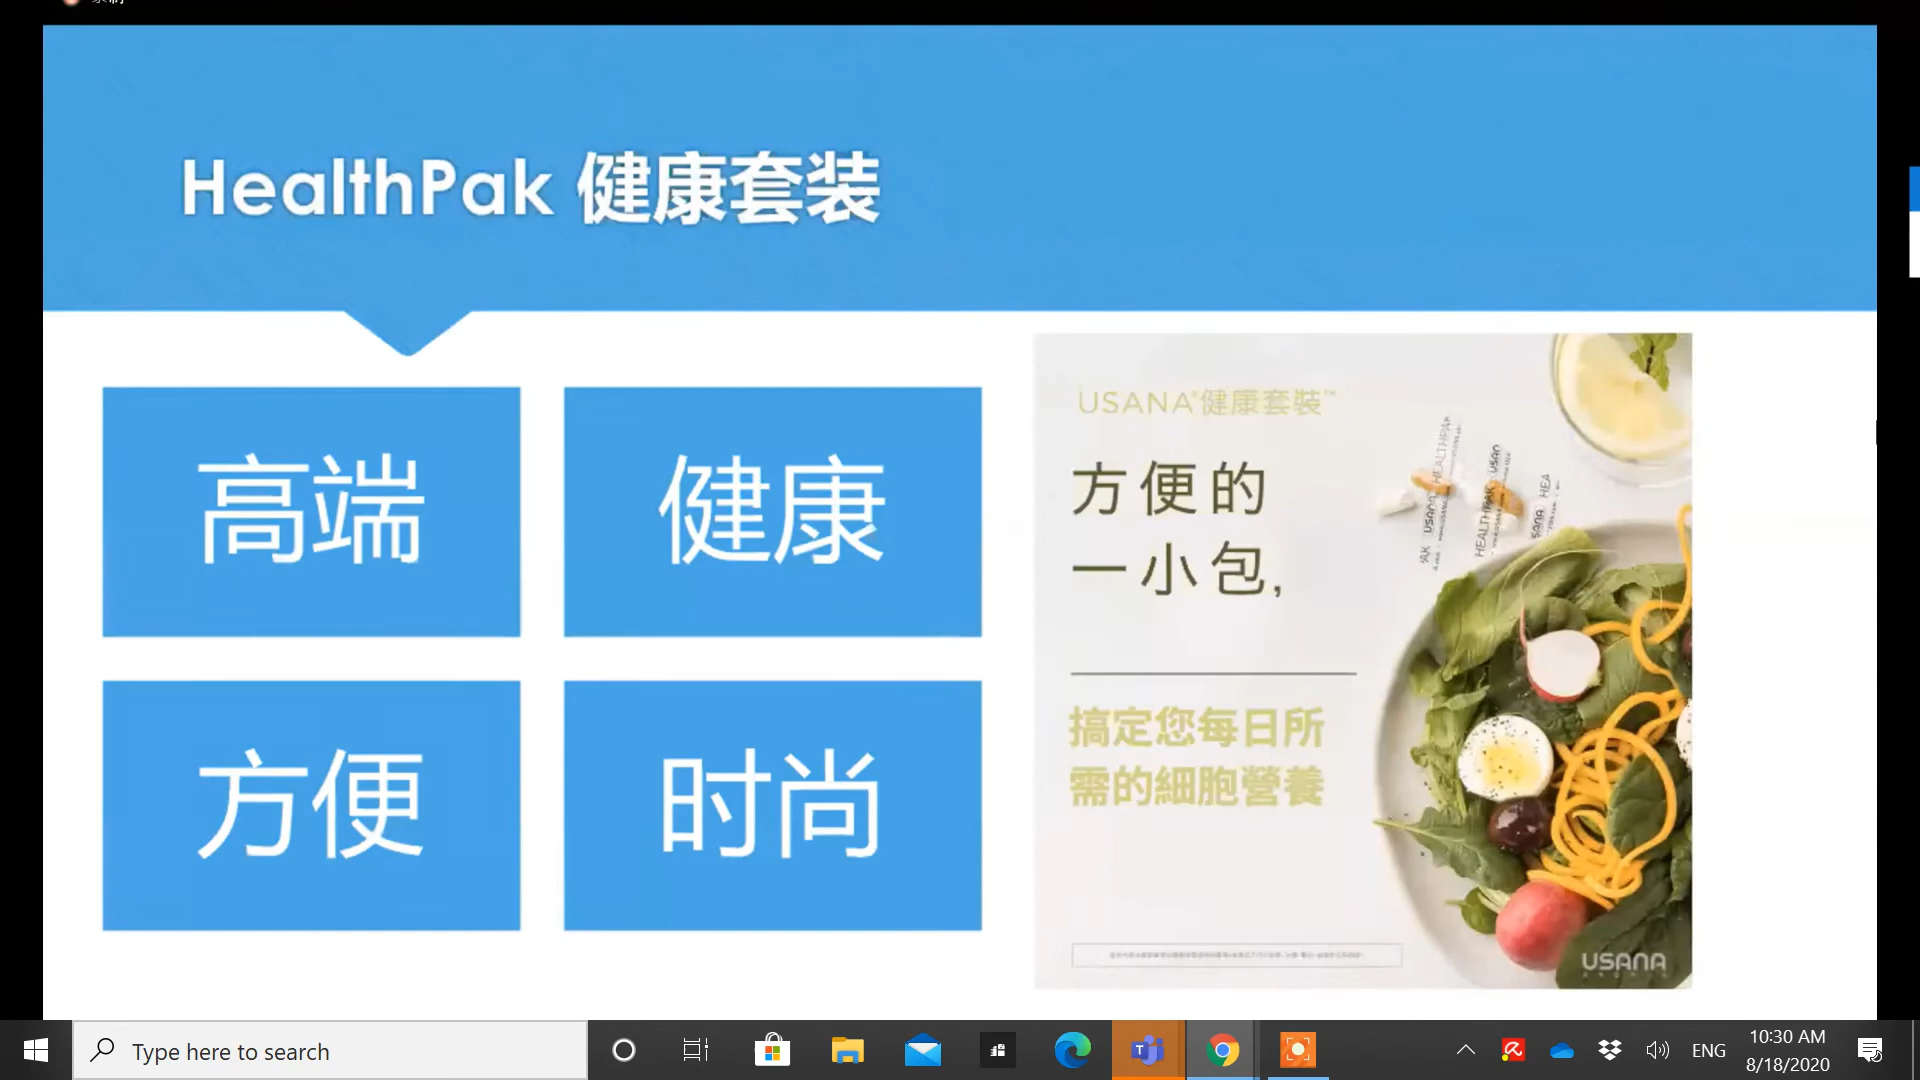 HealthPak 健康套装
高端
健康
方便
时尚
USANA®健康套裝™
方便的
一小包,
搞定您每日所
需的細胞營養
USANA
Type here to search
ENG
10:30 AM
8/18/2020